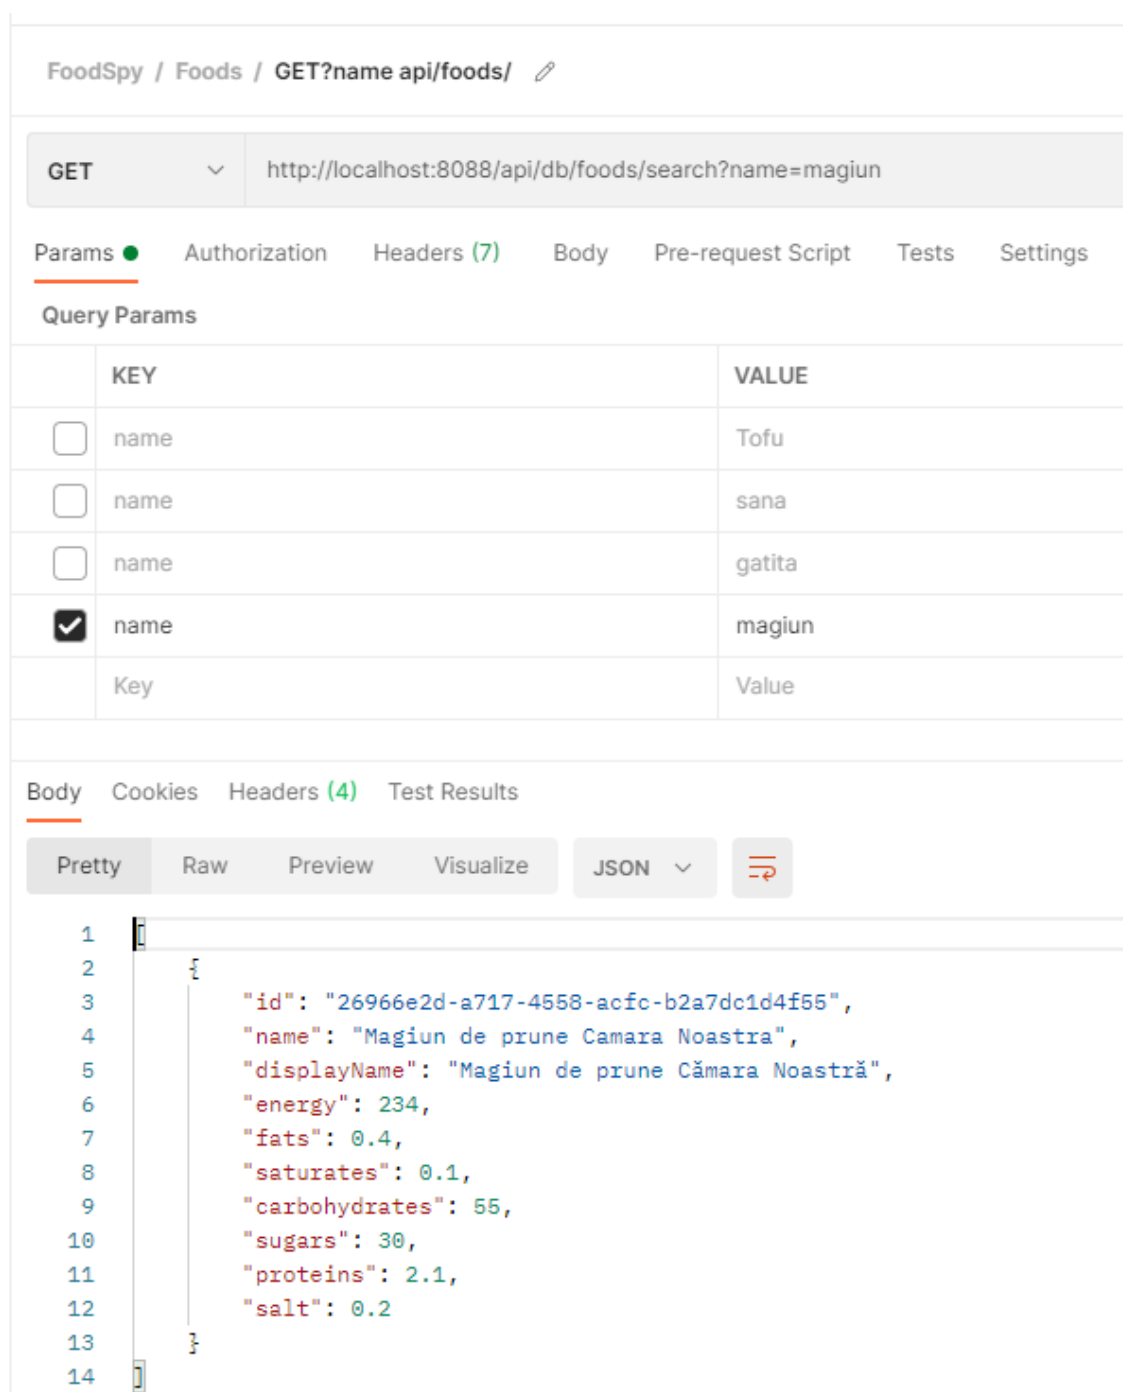 FoodSpy / Foods / GET?name api/foods/
GET http://localhost:8088/api/db/foods/search?name=magiun
Params Authorization Headers (7) Body Pre-request Script Tests Settings
Query Params
KEY VALUE
name Tofu
name sana
name gatita
name magiun
Key Value
Body Cookies Headers (4) Test Results
Pretty Raw Preview Visualize JSON
1 [
2 {
3 "id": "26966e2d-a717-4558-acfc-b2a7dc1d4f55",
4 "name": "Magiun de prune Camara Noastra",
5 "displayName": "Magiun de prune Cămara Noastră",
6 "energy": 234,
7 "fats": 0.4,
8 "saturates": 0.1,
9 "carbohydrates": 55,
10 "sugars": 30,
11 "proteins": 2.1,
12 "salt": 0.2
13 }
14 ]